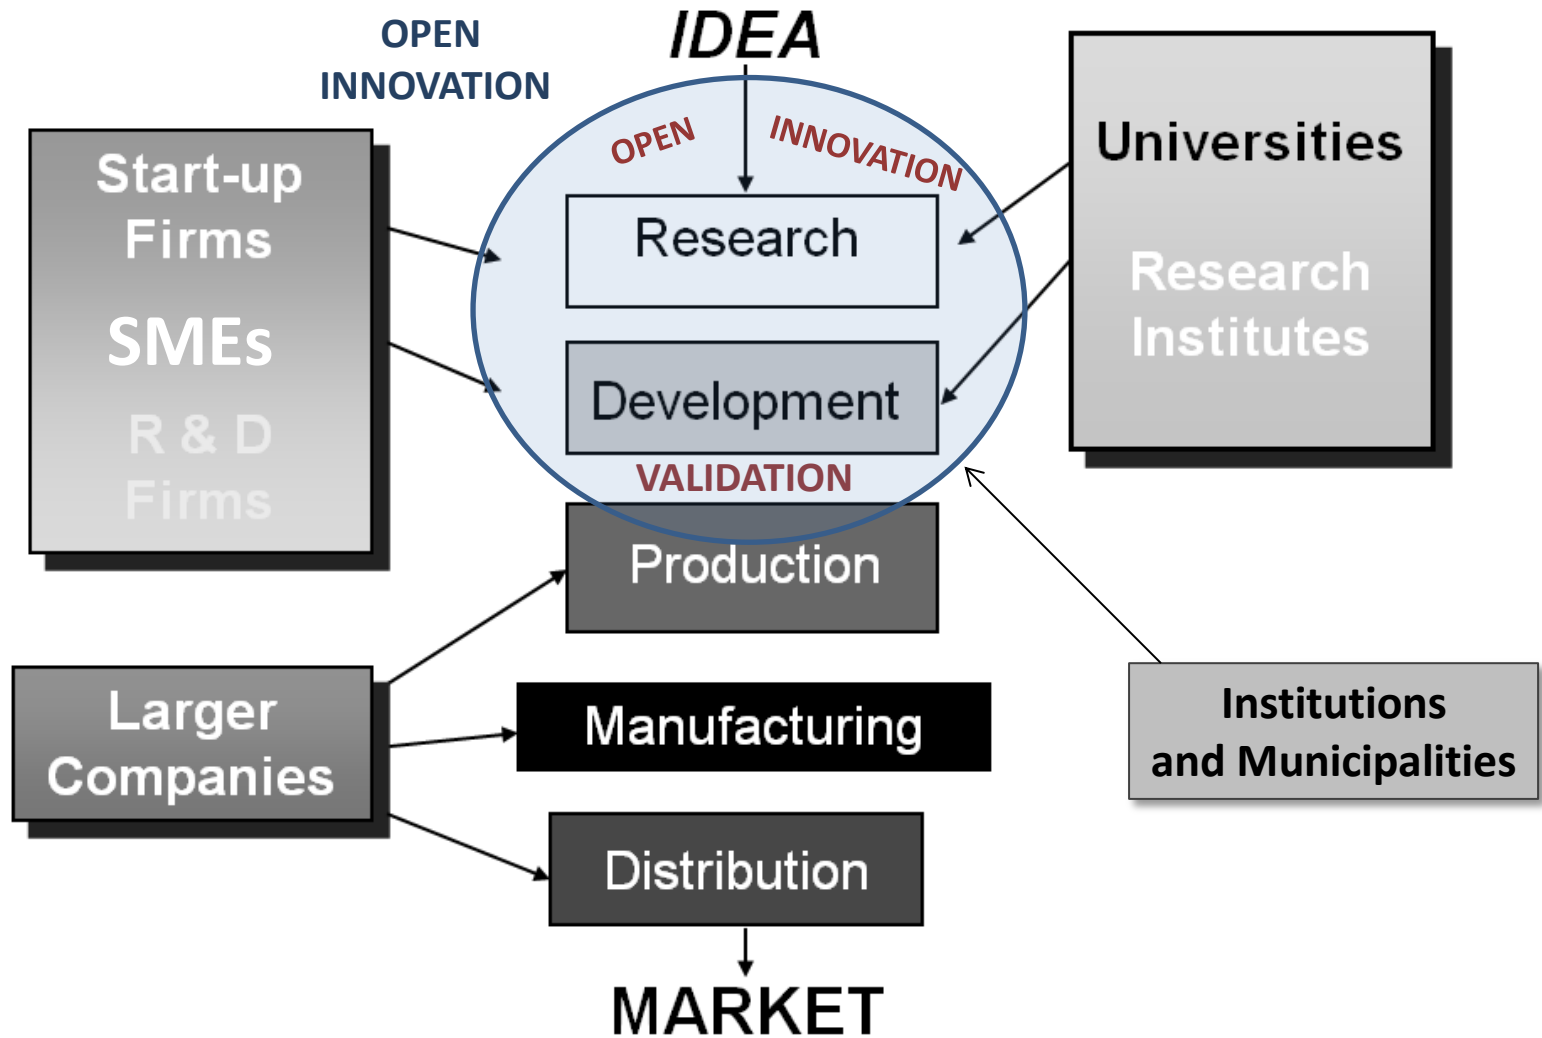 OPEN
INNOVATION
IDEA
OPEN INNOVATION
Start-up
Firms
SMEs
R & D
Firms
Research
Development
VALIDATION
Universities
Research
Institutes
Production
Manufacturing
Distribution
Larger
Companies
Institutions
and Municipalities
MARKET